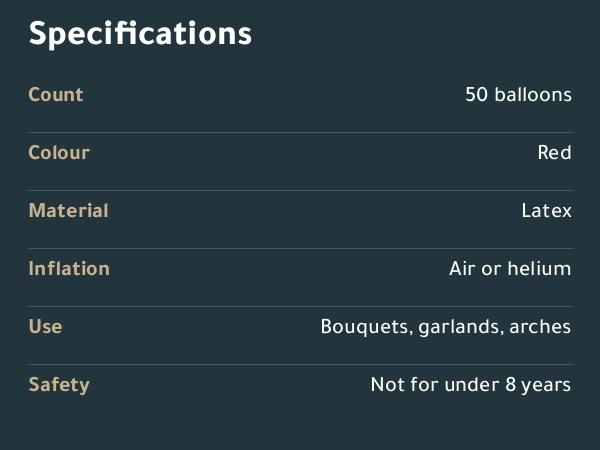 Specifications
Count 50 balloons
Colour Red
Material Latex
Inflation Air or helium
Use Bouquets, garlands, arches
Safety Not for under 8 years